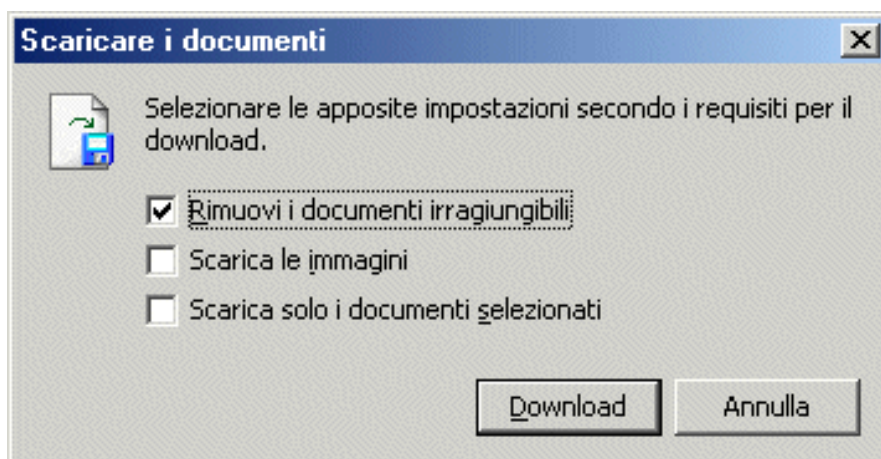 Scaricare i documenti
Selezionare le apposite impostazioni secondo i requisiti per il
download.
Rimuovi i documenti irragiungibili
Scarica le immagini
Scarica solo i documenti selezionati
Download Annulla